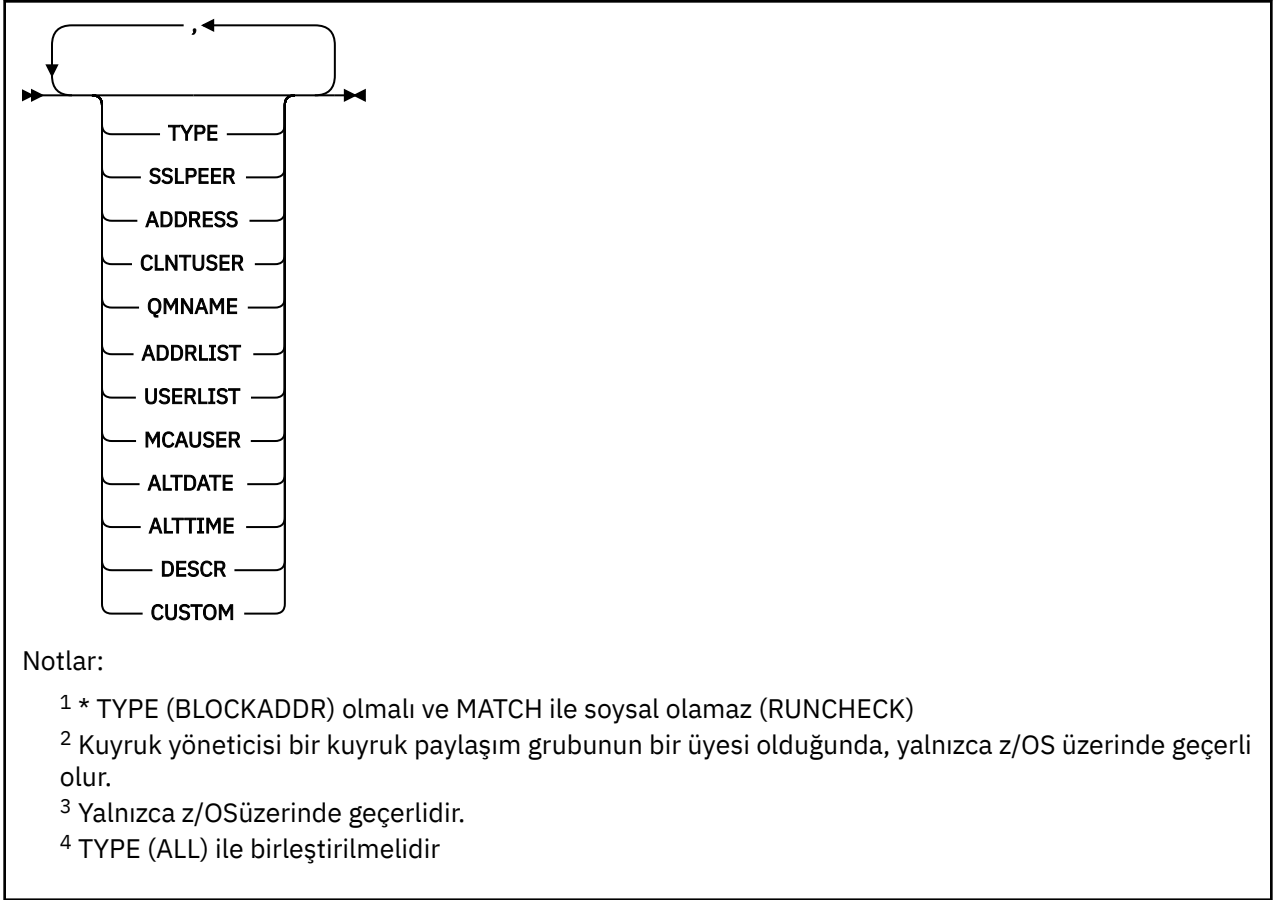 ,
TYPE
SSLPEER
ADDRESS
CLNTUSER
QMNAME
ADDRLIST
USERLIST
MCAUSER
ALTDATE
ALTTIME
DESCR
CUSTOM
Notlar:
1 * TYPE (BLOCKADDR) olmalı ve MATCH ile soysal olamaz (RUNCHECK)
2 Kuyruk yöneticisi bir kuyruk paylaşım grubunun bir üyesi olduğunda, yalnızca z/OS üzerinde geçerli
olur.
3 Yalnızca z/OSüzerinde geçerlidir.
4 TYPE (ALL) ile birleştirilmelidir